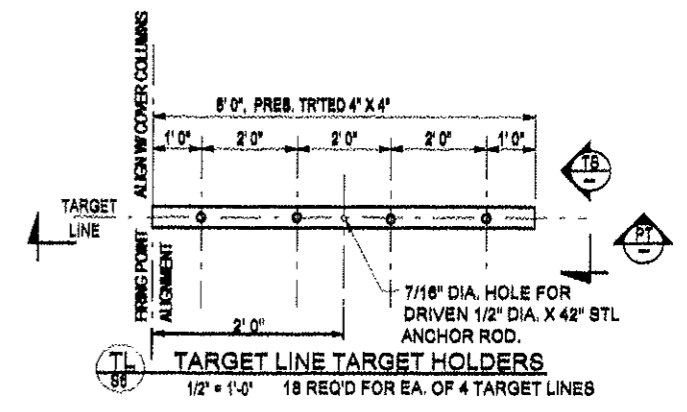 ALIGN W/ COVER COLUMNS
8' 0", PRES. TR'TED 4" X 4"
1' 0" 2' 0" 2' 0" 2' 0" 1' 0"
TS
TARGET
LINE
PT
FIRING POINT
ALIGNMENT
7/16" DIA. HOLE FOR
DRIVEN 1/2" DIA. X 42" STL
ANCHOR ROD.
2' 0"
TL
S6
TARGET LINE TARGET HOLDERS
1/2" = 1'-0" 18 REQ'D FOR EA. OF 4 TARGET LINES